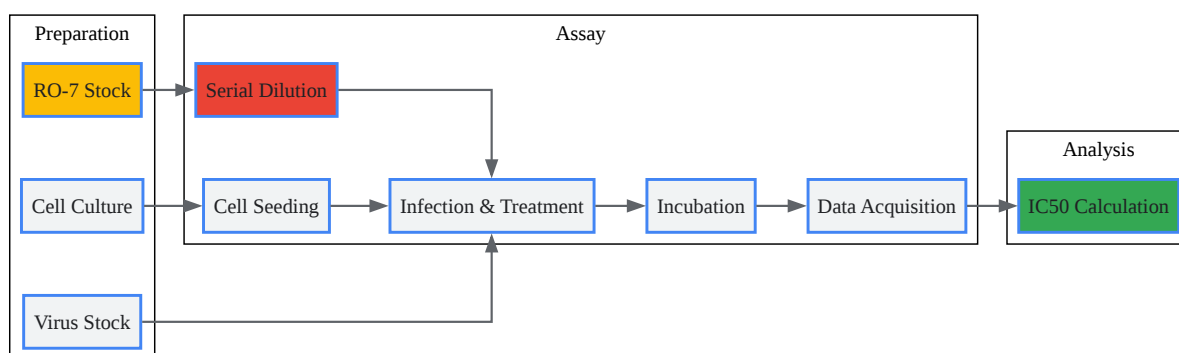 Preparation
Assay
RO-7 Stock
Serial Dilution
Analysis
Cell Culture
Cell Seeding
Infection & Treatment
Incubation
Data Acquisition
IC50 Calculation
Virus Stock